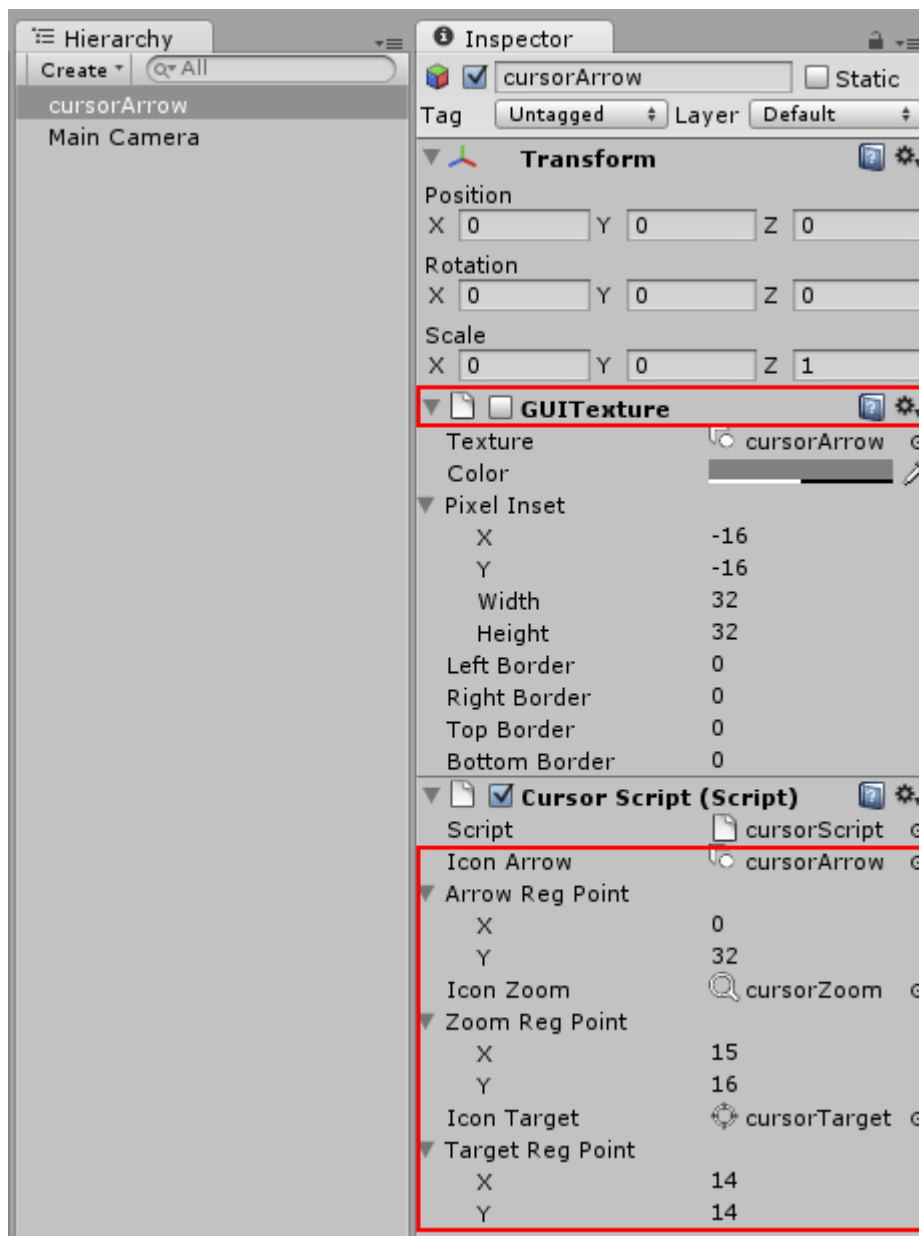 Hierarchy
Create All
cursorArrow
Main Camera
Inspector
cursorArrow Static
Tag Untagged Layer Default
Transform
Position
X 0 Y 0 Z 0
Rotation
X 0 Y 0 Z 0
Scale
X 0 Y 0 Z 1
GUITexture
Texture cursorArrow
Color
Pixel Inset
X -16
Y -16
Width 32
Height 32
Left Border 0
Right Border 0
Top Border 0
Bottom Border 0
Cursor Script (Script)
Script cursorScript
Icon Arrow cursorArrow
Arrow Reg Point
X 0
Y 32
Icon Zoom cursorZoom
Zoom Reg Point
X 15
Y 16
Icon Target cursorTarget
Target Reg Point
X 14
Y 14